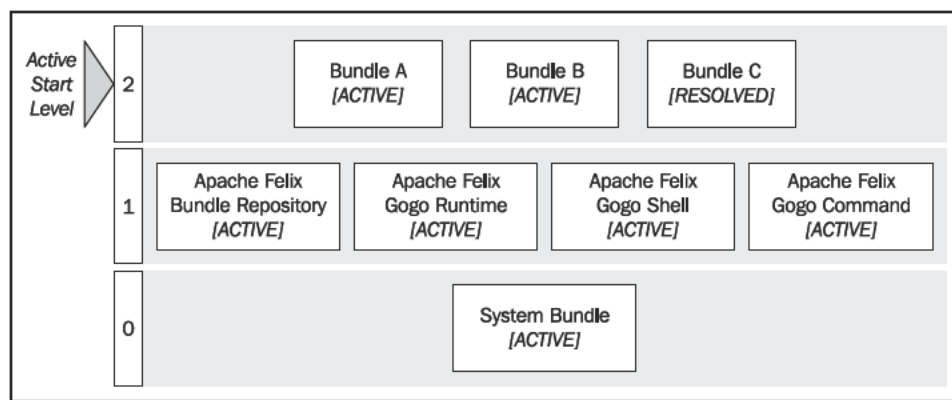 Active
Start
Level
2
Bundle A
[ACTIVE]
Bundle B
[ACTIVE]
Bundle C
[RESOLVED]
1
Apache Felix
Bundle Repository
[ACTIVE]
Apache Felix
Gogo Runtime
[ACTIVE]
Apache Felix
Gogo Shell
[ACTIVE]
Apache Felix
Gogo Command
[ACTIVE]
0
System Bundle
[ACTIVE]